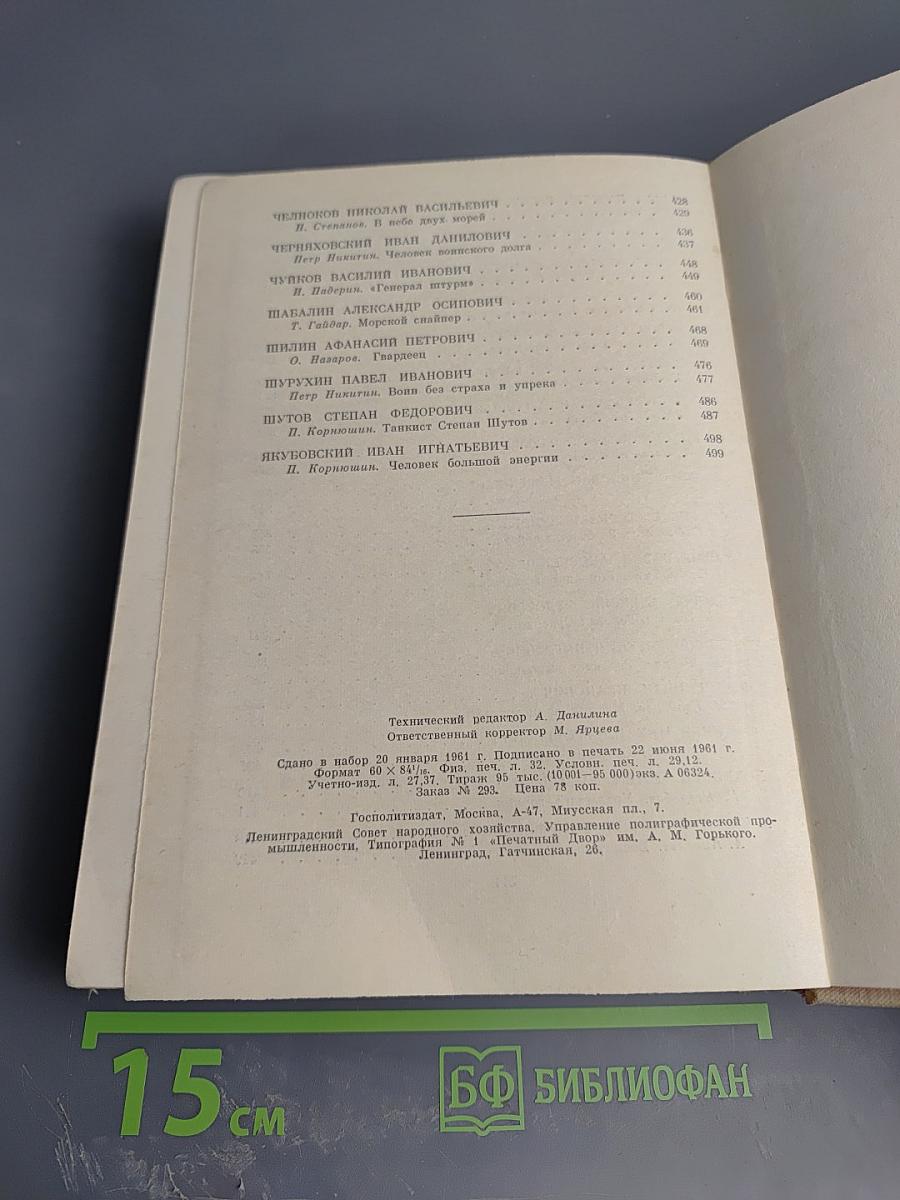 ЧЕЛНОКОВ НИКОЛАЙ ВАСИЛЬЕВИЧ . . . . . . . . . . . 428
Н. Степанов. В небе двух морей . . . . . . . . . . . . 429
ЧЕРНЯХОВСКИЙ ИВАН ДАНИЛОВИЧ . . . . . . . . . . 436
Петр Никитин. Человек воинского долга . . . . . . . . 437
ЧУЙКОВ ВАСИЛИЙ ИВАНОВИЧ . . . . . . . . . . . . 448
И. Падерин. «Генерал штурм» . . . . . . . . . . . . . 449
ШАБАЛИН АЛЕКСАНДР ОСИПОВИЧ . . . . . . . . . . 460
Т. Гайдар. Морской снайпер . . . . . . . . . . . . . . 461
ШИЛИН АФАНАСИЙ ПЕТРОВИЧ . . . . . . . . . . . . 468
О. Назаров. Гвардеец . . . . . . . . . . . . . . . . 469
ШУРУХИН ПАВЕЛ ИВАНОВИЧ . . . . . . . . . . . . 476
Петр Никитин. Воин без страха и упрека . . . . . . . . 477
ШУТОВ СТЕПАН ФЕДОРОВИЧ . . . . . . . . . . . . 486
П. Корнюшин. Танкист Степан Шутов . . . . . . . . . . 487
ЯКУБОВСКИЙ ИВАН ИГНАТЬЕВИЧ . . . . . . . . . . 498
П. Корнюшин. Человек большой энергии . . . . . . . . 499
Технический редактор А. Данилина
Ответственный корректор М. Ярцева
Сдано в набор 20 января 1961 г. Подписано в печать 22 июня 1961 г.
Формат 60 × 84¹/₁₆. Физ. печ. л. 32. Условн. печ. л. 29,12.
Учетно-изд. л. 27,37. Тираж 95 тыс. (10 001—95 000) экз. А 06324.
Заказ № 293. Цена 78 коп.
Госполитиздат, Москва, А-47, Миусская пл., 7.
Ленинградский Совет народного хозяйства. Управление полиграфической про-
мышленности. Типография № 1 «Печатный Двор» им. А. М. Горького.
Ленинград, Гатчинская, 26.
15 см
БФ БИБЛИОФАН